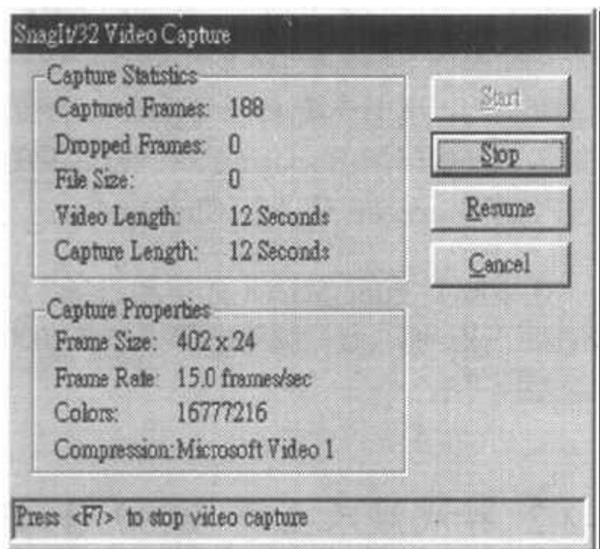 SnagIt/32 Video Capture
Capture Statistics
Captured Frames: 188
Dropped Frames: 0
File Size: 0
Video Length: 12 Seconds
Capture Length: 12 Seconds
Start
Stop
Resume
Cancel
Capture Properties
Frame Size: 402 x 24
Frame Rate: 15.0 frames/sec
Colors: 16777216
Compression: Microsoft Video 1
Press <F7> to stop video capture